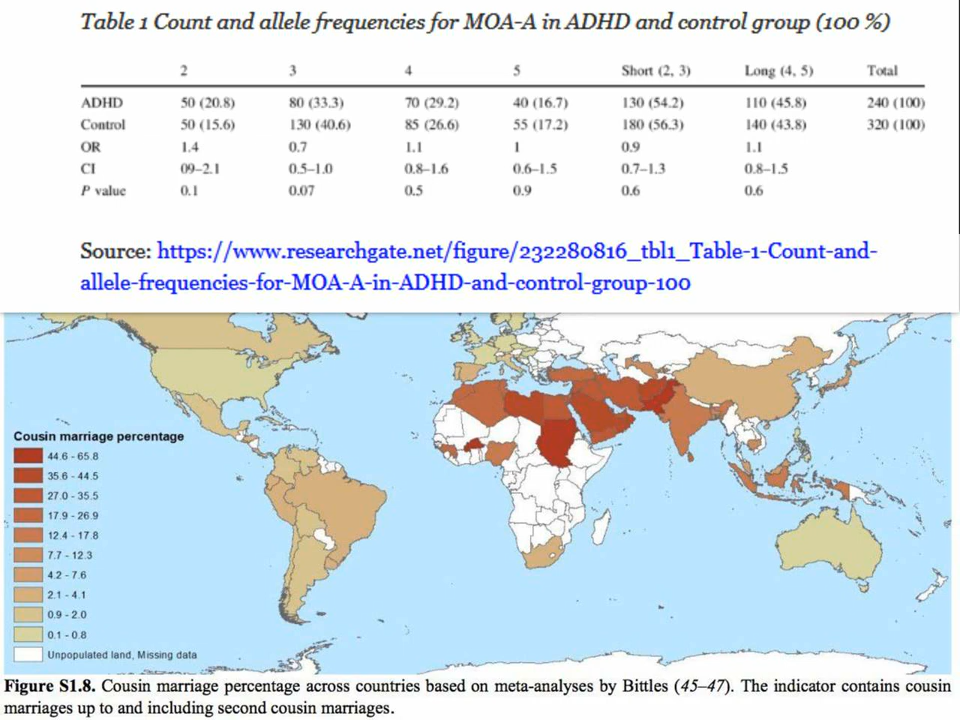 Table 1 Count and allele frequencies for MOA-A in ADHD and control group (100 %)
2 3 4 5 Short (2, 3) Long (4, 5) Total
ADHD 50 (20.8) 80 (33.3) 70 (29.2) 40 (16.7) 130 (54.2) 110 (45.8) 240 (100)
Control 50 (15.6) 130 (40.6) 85 (26.6) 55 (17.2) 180 (56.3) 140 (43.8) 320 (100)
OR 1.4 0.7 1.1 1 0.9 1.1
CI 09–2.1 0.5–1.0 0.8–1.6 0.6–1.5 0.7–1.3 0.8–1.5
P value 0.1 0.07 0.5 0.9 0.6 0.6
Source: https://www.researchgate.net/figure/232280816_tbl1_Table-1-Count-and-
allele-frequencies-for-MOA-A-in-ADHD-and-control-group-100
Cousin marriage percentage
44.6 - 65.8
35.6 - 44.5
27.0 - 35.5
17.9 - 26.9
12.4 - 17.8
7.7 - 12.3
4.2 - 7.6
2.1 - 4.1
0.9 - 2.0
0.1 - 0.8
Unpopulated land, Missing data
Figure S1.8. Cousin marriage percentage across countries based on meta-analyses by Bittles (45–47). The indicator contains cousin
marriages up to and including second cousin marriages.